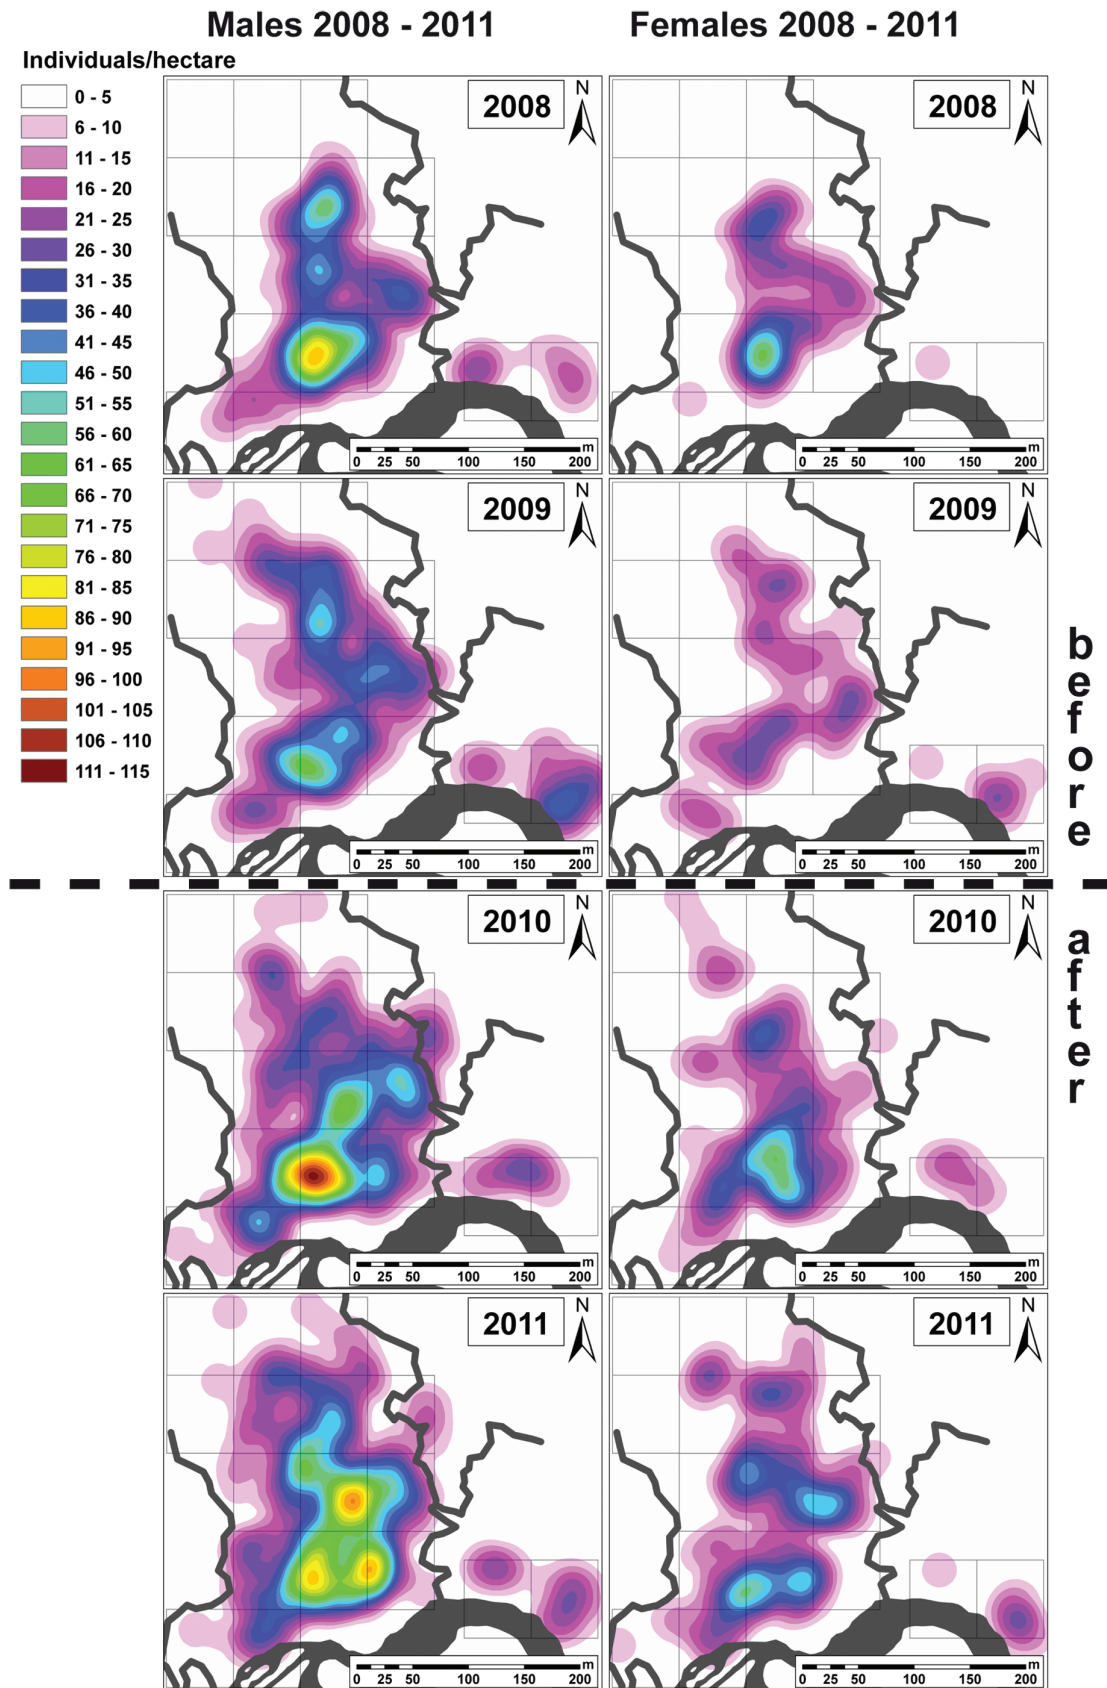 Males 2008 - 2011
Females 2008 - 2011
Individuals/hectare
0 - 5
6 - 10
11 - 15
16 - 20
21 - 25
26 - 30
31 - 35
36 - 40
41 - 45
46 - 50
51 - 55
56 - 60
61 - 65
66 - 70
71 - 75
76 - 80
81 - 85
86 - 90
91 - 95
96 - 100
101 - 105
106 - 110
111 - 115
2008
N
m
0 25 50 100 150 200
2008
N
m
0 25 50 100 150 200
2009
N
m
0 25 50 100 150 200
2009
N
m
0 25 50 100 150 200
before
2010
N
m
0 25 50 100 150 200
2010
N
m
0 25 50 100 150 200
after
2011
N
m
0 25 50 100 150 200
2011
N
m
0 25 50 100 150 200